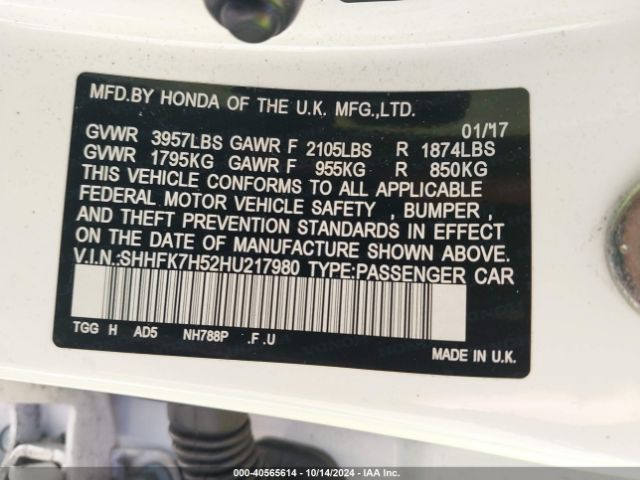 MFD.BY HONDA OF THE U.K. MFG.,LTD.
01/'17
GVWR 3957LBS GAWR F 2105LBS R 1874LBS
GVWR 1795KG GAWR F 955KG R 850KG
THIS VEHICLE CONFORMS TO ALL APPLICABLE
FEDERAL MOTOR VEHICLE SAFETY , BUMPER ,
AND THEFT PREVENTION STANDARDS IN EFFECT
ON THE DATE OF MANUFACTURE SHOWN ABOVE.
V.I.N.:SHHFK7H52HU217980 TYPE:PASSENGER CAR
TGG H AD5 NH788P .F.U
MADE IN U.K.
000-40565614 - 10/14/2024 - IAA Inc.